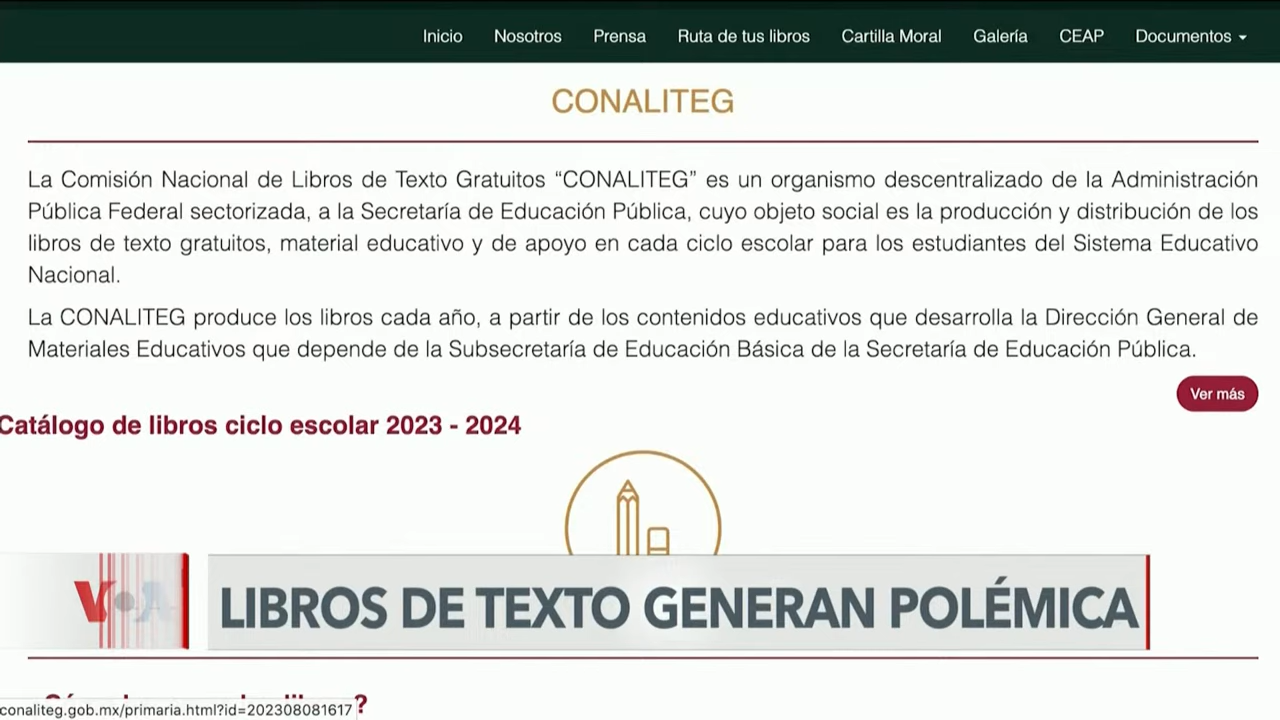 Inicio Nosotros Prensa Ruta de tus libros Cartilla Moral Galería CEAP Documentos
CONALITEG
La Comisión Nacional de Libros de Texto Gratuitos “CONALITEG” es un organismo descentralizado de la Administración
Pública Federal sectorizada, a la Secretaría de Educación Pública, cuyo objeto social es la producción y distribución de los
libros de texto gratuitos, material educativo y de apoyo en cada ciclo escolar para los estudiantes del Sistema Educativo
Nacional.
La CONALITEG produce los libros cada año, a partir de los contenidos educativos que desarrolla la Dirección General de
Materiales Educativos que depende de la Subsecretaría de Educación Básica de la Secretaría de Educación Pública.
Ver más
Catálogo de libros ciclo escolar 2023 - 2024
VOA
LIBROS DE TEXTO GENERAN POLÉMICA
conaliteg.gob.mx/primaria.html?id=202308081617